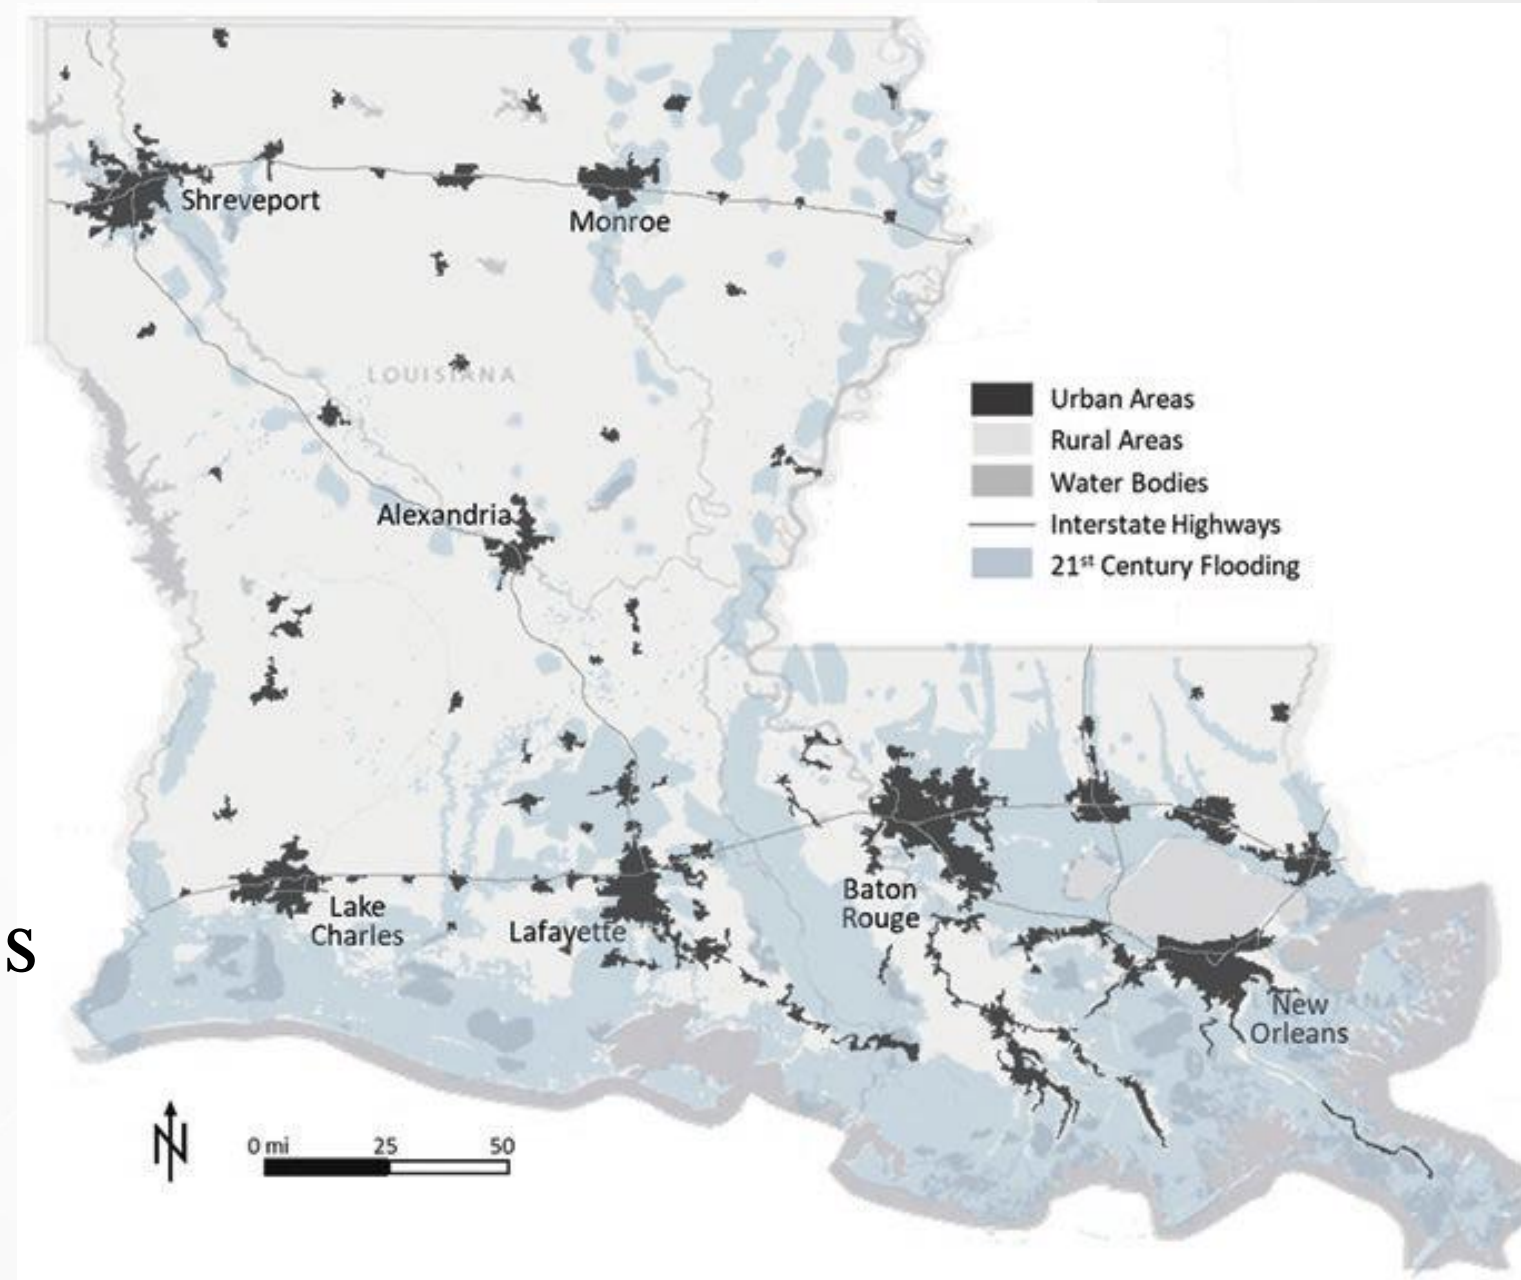 Shreveport
Monroe
LOUISIANA
Urban Areas
Rural Areas
Water Bodies
Interstate Highways
21st Century Flooding
Alexandria
Baton
Rouge
Lake
Charles
Lafayette
s
New
Orleans
N
0 mi 25 50